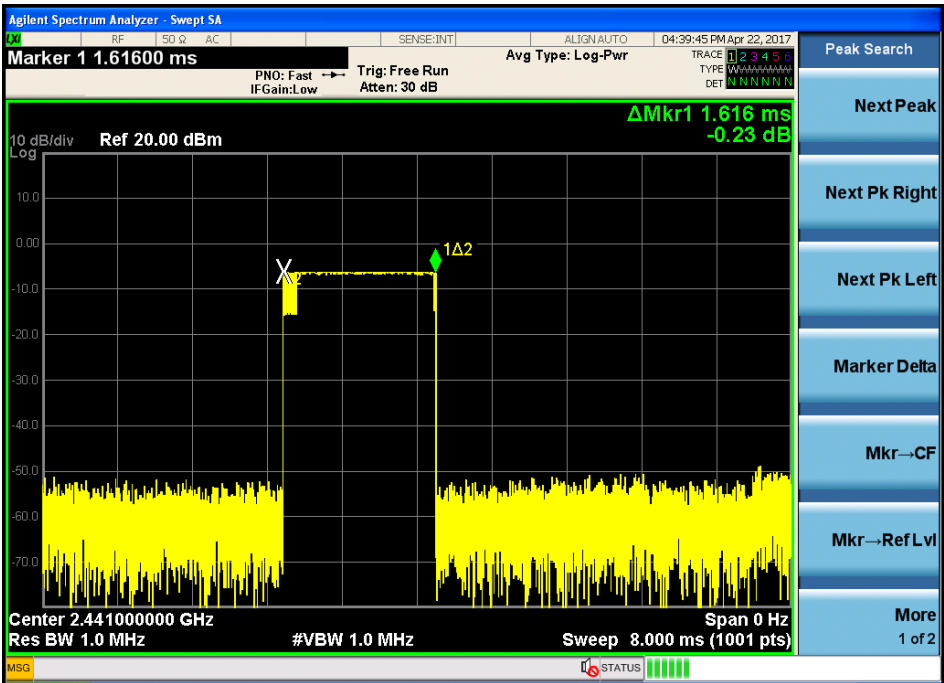 Agilent Spectrum Analyzer - Swept SA
LXI RF 50 Ω AC SENSE:INT ALIGN AUTO 04:39:45 PM Apr 22, 2017
Marker 1 1.61600 ms
PNO: Fast
IFGain:Low
Trig: Free Run
Atten: 30 dB
Avg Type: Log-Pwr
TRACE 1 2 3 4 5 6
TYPE
DET N N N N N N
Peak Search
Next Peak
Next Pk Right
Next Pk Left
Marker Delta
Mkr→CF
Mkr→Ref Lvl
More
1 of 2
ΔMkr1 1.616 ms
-0.23 dB
10 dB/div Ref 20.00 dBm
Log
10.0
0.00
-10.0
-20.0
-30.0
-40.0
-50.0
-60.0
-70.0
1Δ2
2
Center 2.441000000 GHz Span 0 Hz
Res BW 1.0 MHz #VBW 1.0 MHz Sweep 8.000 ms (1001 pts)
MSG STATUS